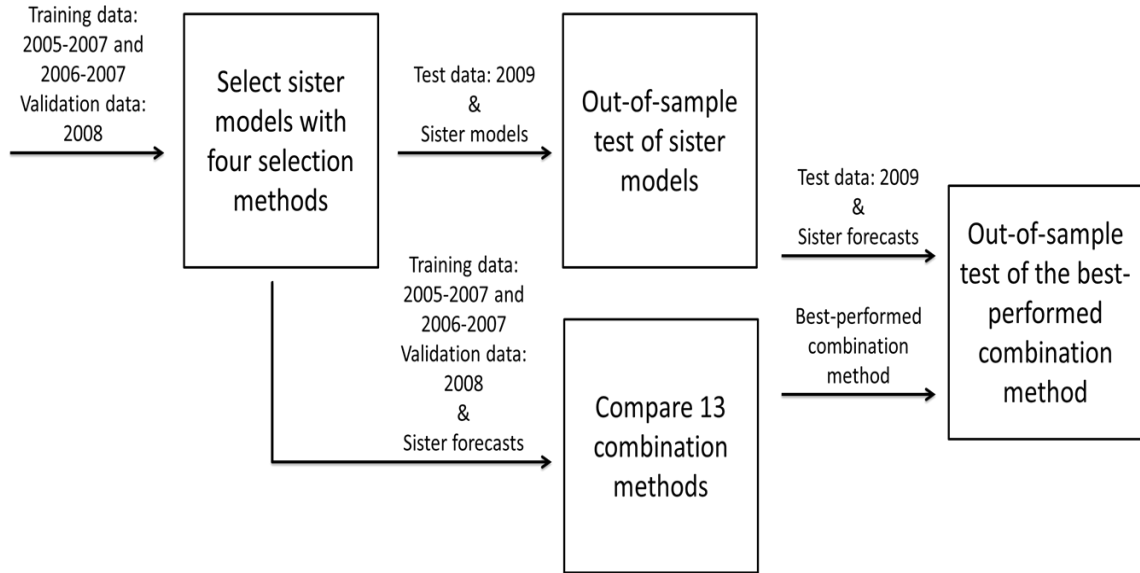 Training data:
2005-2007 and
2006-2007
Validation data:
2008
Select sister
models with
four selection
methods
Test data: 2009
&
Sister models
Out-of-sample
test of sister
models
Training data:
2005-2007 and
2006-2007
Validation data:
2008
&
Sister forecasts
Compare 13
combination
methods
Test data: 2009
&
Sister forecasts
Best-performed
combination
method
Out-of-sample
test of the best-
performed
combination
method